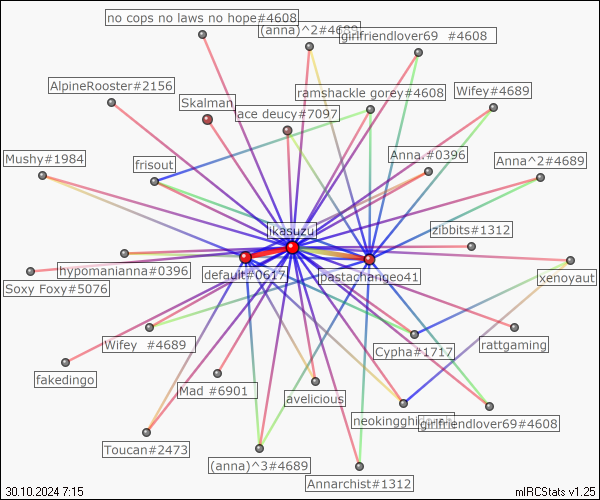 no cops no laws no hope#4608
(anna)^2#4689
girlfriendlover69 #4608
AlpineRooster#2156
Skalman
ace deucy#7097
ramshackle gorey#4608
Wifey#4689
Mushy#1984
frisout
Anna.#0396
Anna^2#4689
jikasuzu
zibbits#1312
hypomanianna#0396
default#0617
pastachangeo41
xenoyaut
Soxy Foxy#5076
Wifey #4689
Cypha#1717
rattgaming
fakedingo
Mad #6901
avelicious
girlfriendlover69#4608
Toucan#2473
(anna)^3#4689
Annarchist#1312
30.10.2024 7:15
mIRCStats v1.25